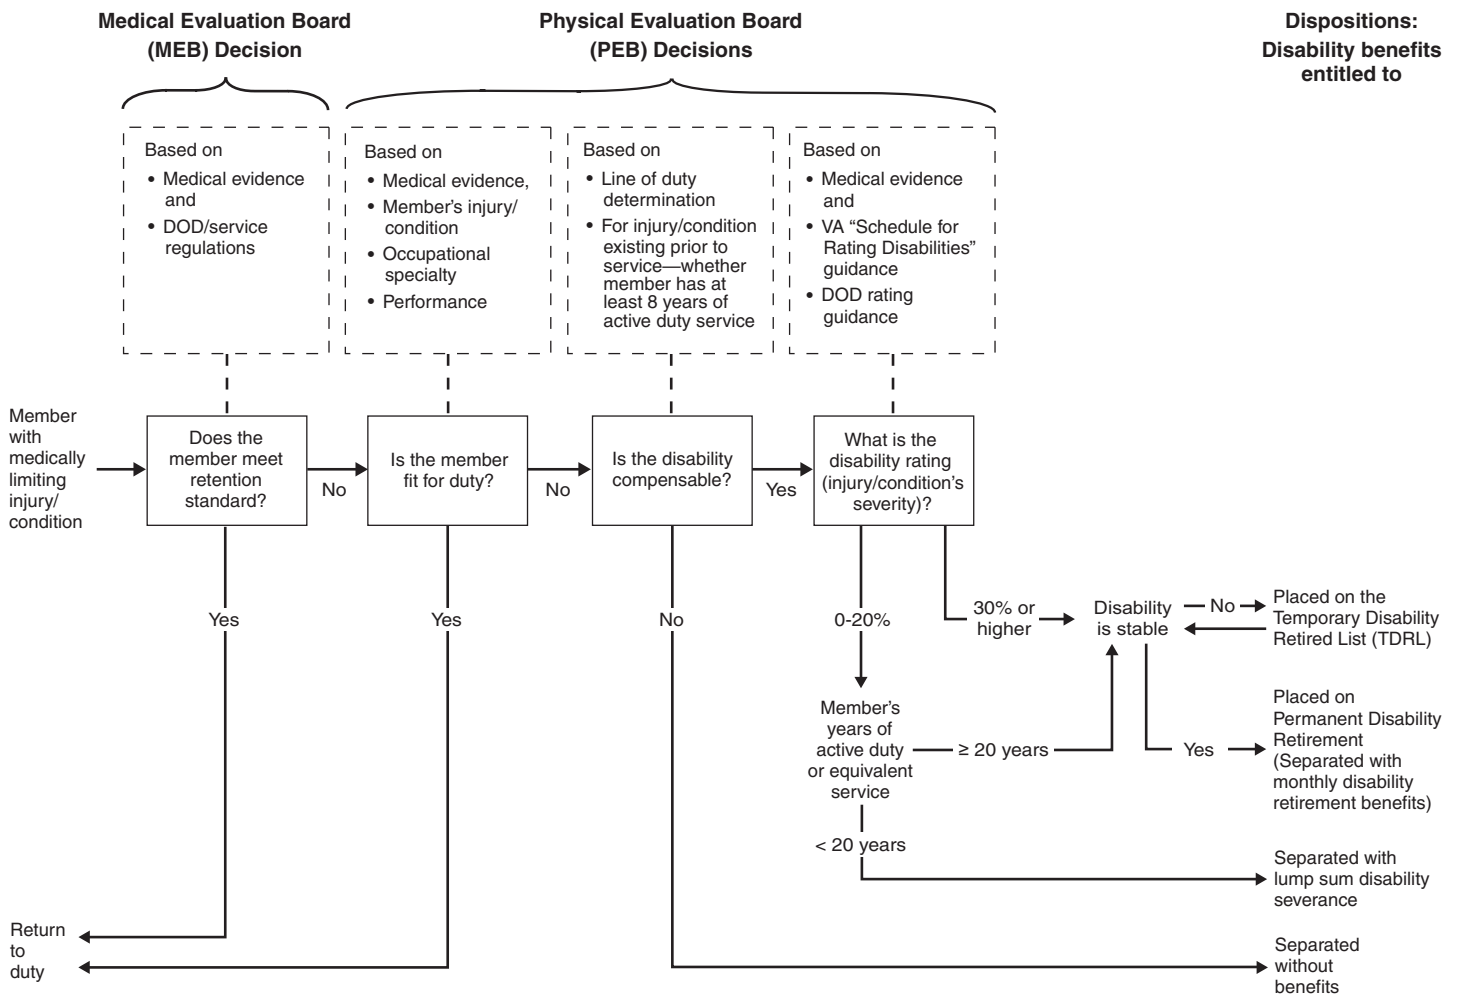 Medical Evaluation Board
(MEB) Decision
Physical Evaluation Board
(PEB) Decisions
Dispositions:
Disability benefits
entitled to
Based on
• Medical evidence
and
• DOD/service
regulations
Based on
• Medical evidence,
• Member’s injury/
condition
• Occupational
specialty
• Performance
Based on
• Line of duty
determination
• For injury/condition
existing prior to
service—whether
member has at
least 8 years of
active duty service
Based on
• Medical evidence
and
• VA “Schedule for
Rating Disabilities”
guidance
• DOD rating
guidance
Member
with
medically
limiting
injury/
condition
Does the
member meet
retention
standard?
No
Is the member
fit for duty?
No
Is the disability
compensable?
Yes
What is the
disability rating
(injury/condition’s
severity)?
Yes
Yes
No
0-20%
30% or
higher
Disability
is stable
No
Placed on the
Temporary Disability
Retired List (TDRL)
Member’s
years of
active duty
or equivalent
service
≥ 20 years
Yes
Placed on
Permanent Disability
Retirement
(Separated with
monthly disability
retirement benefits)
< 20 years
Separated with
lump sum disability
severance
Return
to
duty
Separated
without
benefits